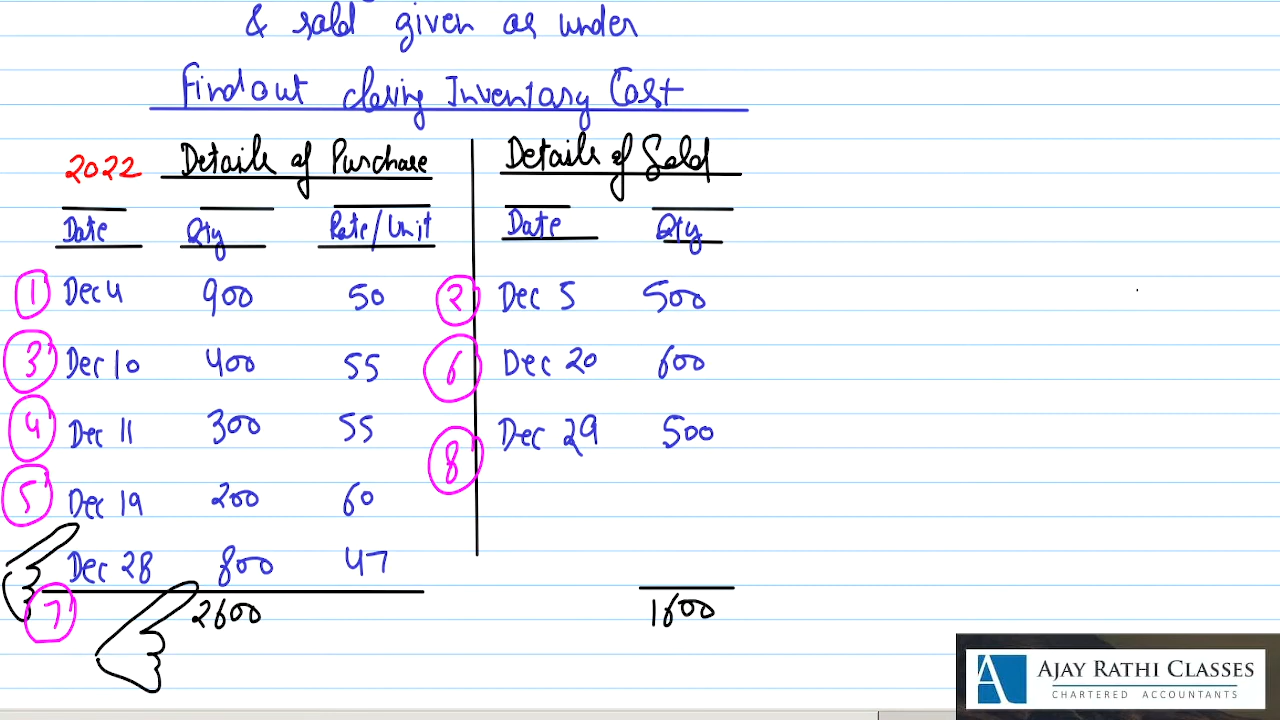 & sold given as under
Findout closing Inventory Cost
2022 Details of Purchase Details of Sold
Date Qty Rate/Unit Date Qty
1 Dec 4 900 50 2 Dec 5 500
3 Dec 10 400 55 6 Dec 20 600
4 Dec 11 300 55 8 Dec 29 500
5 Dec 19 200 60
7 Dec 28 800 47
2600 1600
AJAY RATHI CLASSES
CHARTERED ACCOUNTANTS